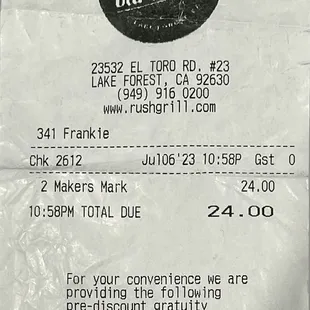 23532 EL TORO RD. #23
LAKE FOREST, CA 92630
(949) 916 0200
www.rushgrill.com
341 Frankie
Chk 2612 Jul06'23 10:58P Gst 0
2 Makers Mark 24.00
10:58PM TOTAL DUE 24.00
For your convenience we are
providing the following
pre-discount gratuity